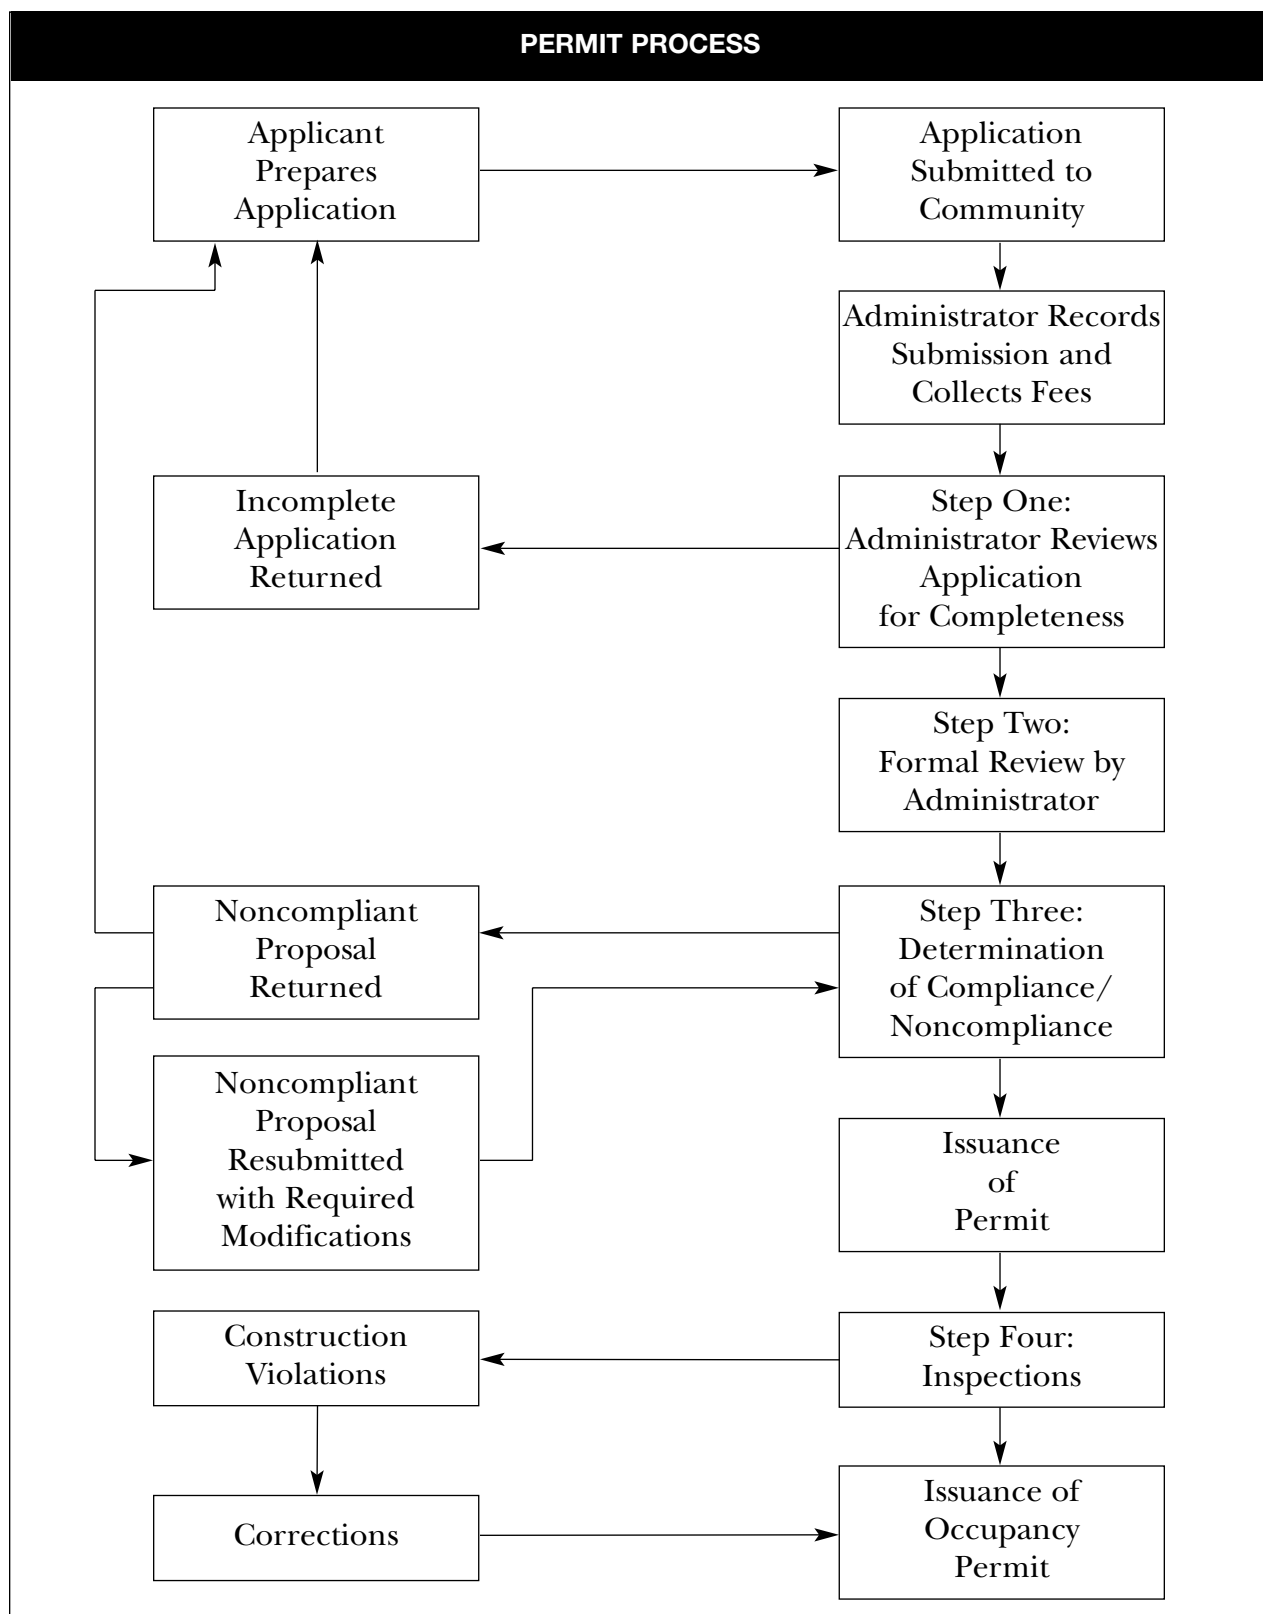 PERMIT PROCESS
Applicant
Prepares
Application
Application
Submitted to
Community
Administrator Records
Submission and
Collects Fees
Incomplete
Application
Returned
Step One:
Administrator Reviews
Application
for Completeness
Step Two:
Formal Review by
Administrator
Noncompliant
Proposal
Returned
Step Three:
Determination
of Compliance/
Noncompliance
Noncompliant
Proposal
Resubmitted
with Required
Modifications
Issuance
of
Permit
Construction
Violations
Step Four:
Inspections
Corrections
Issuance of
Occupancy
Permit